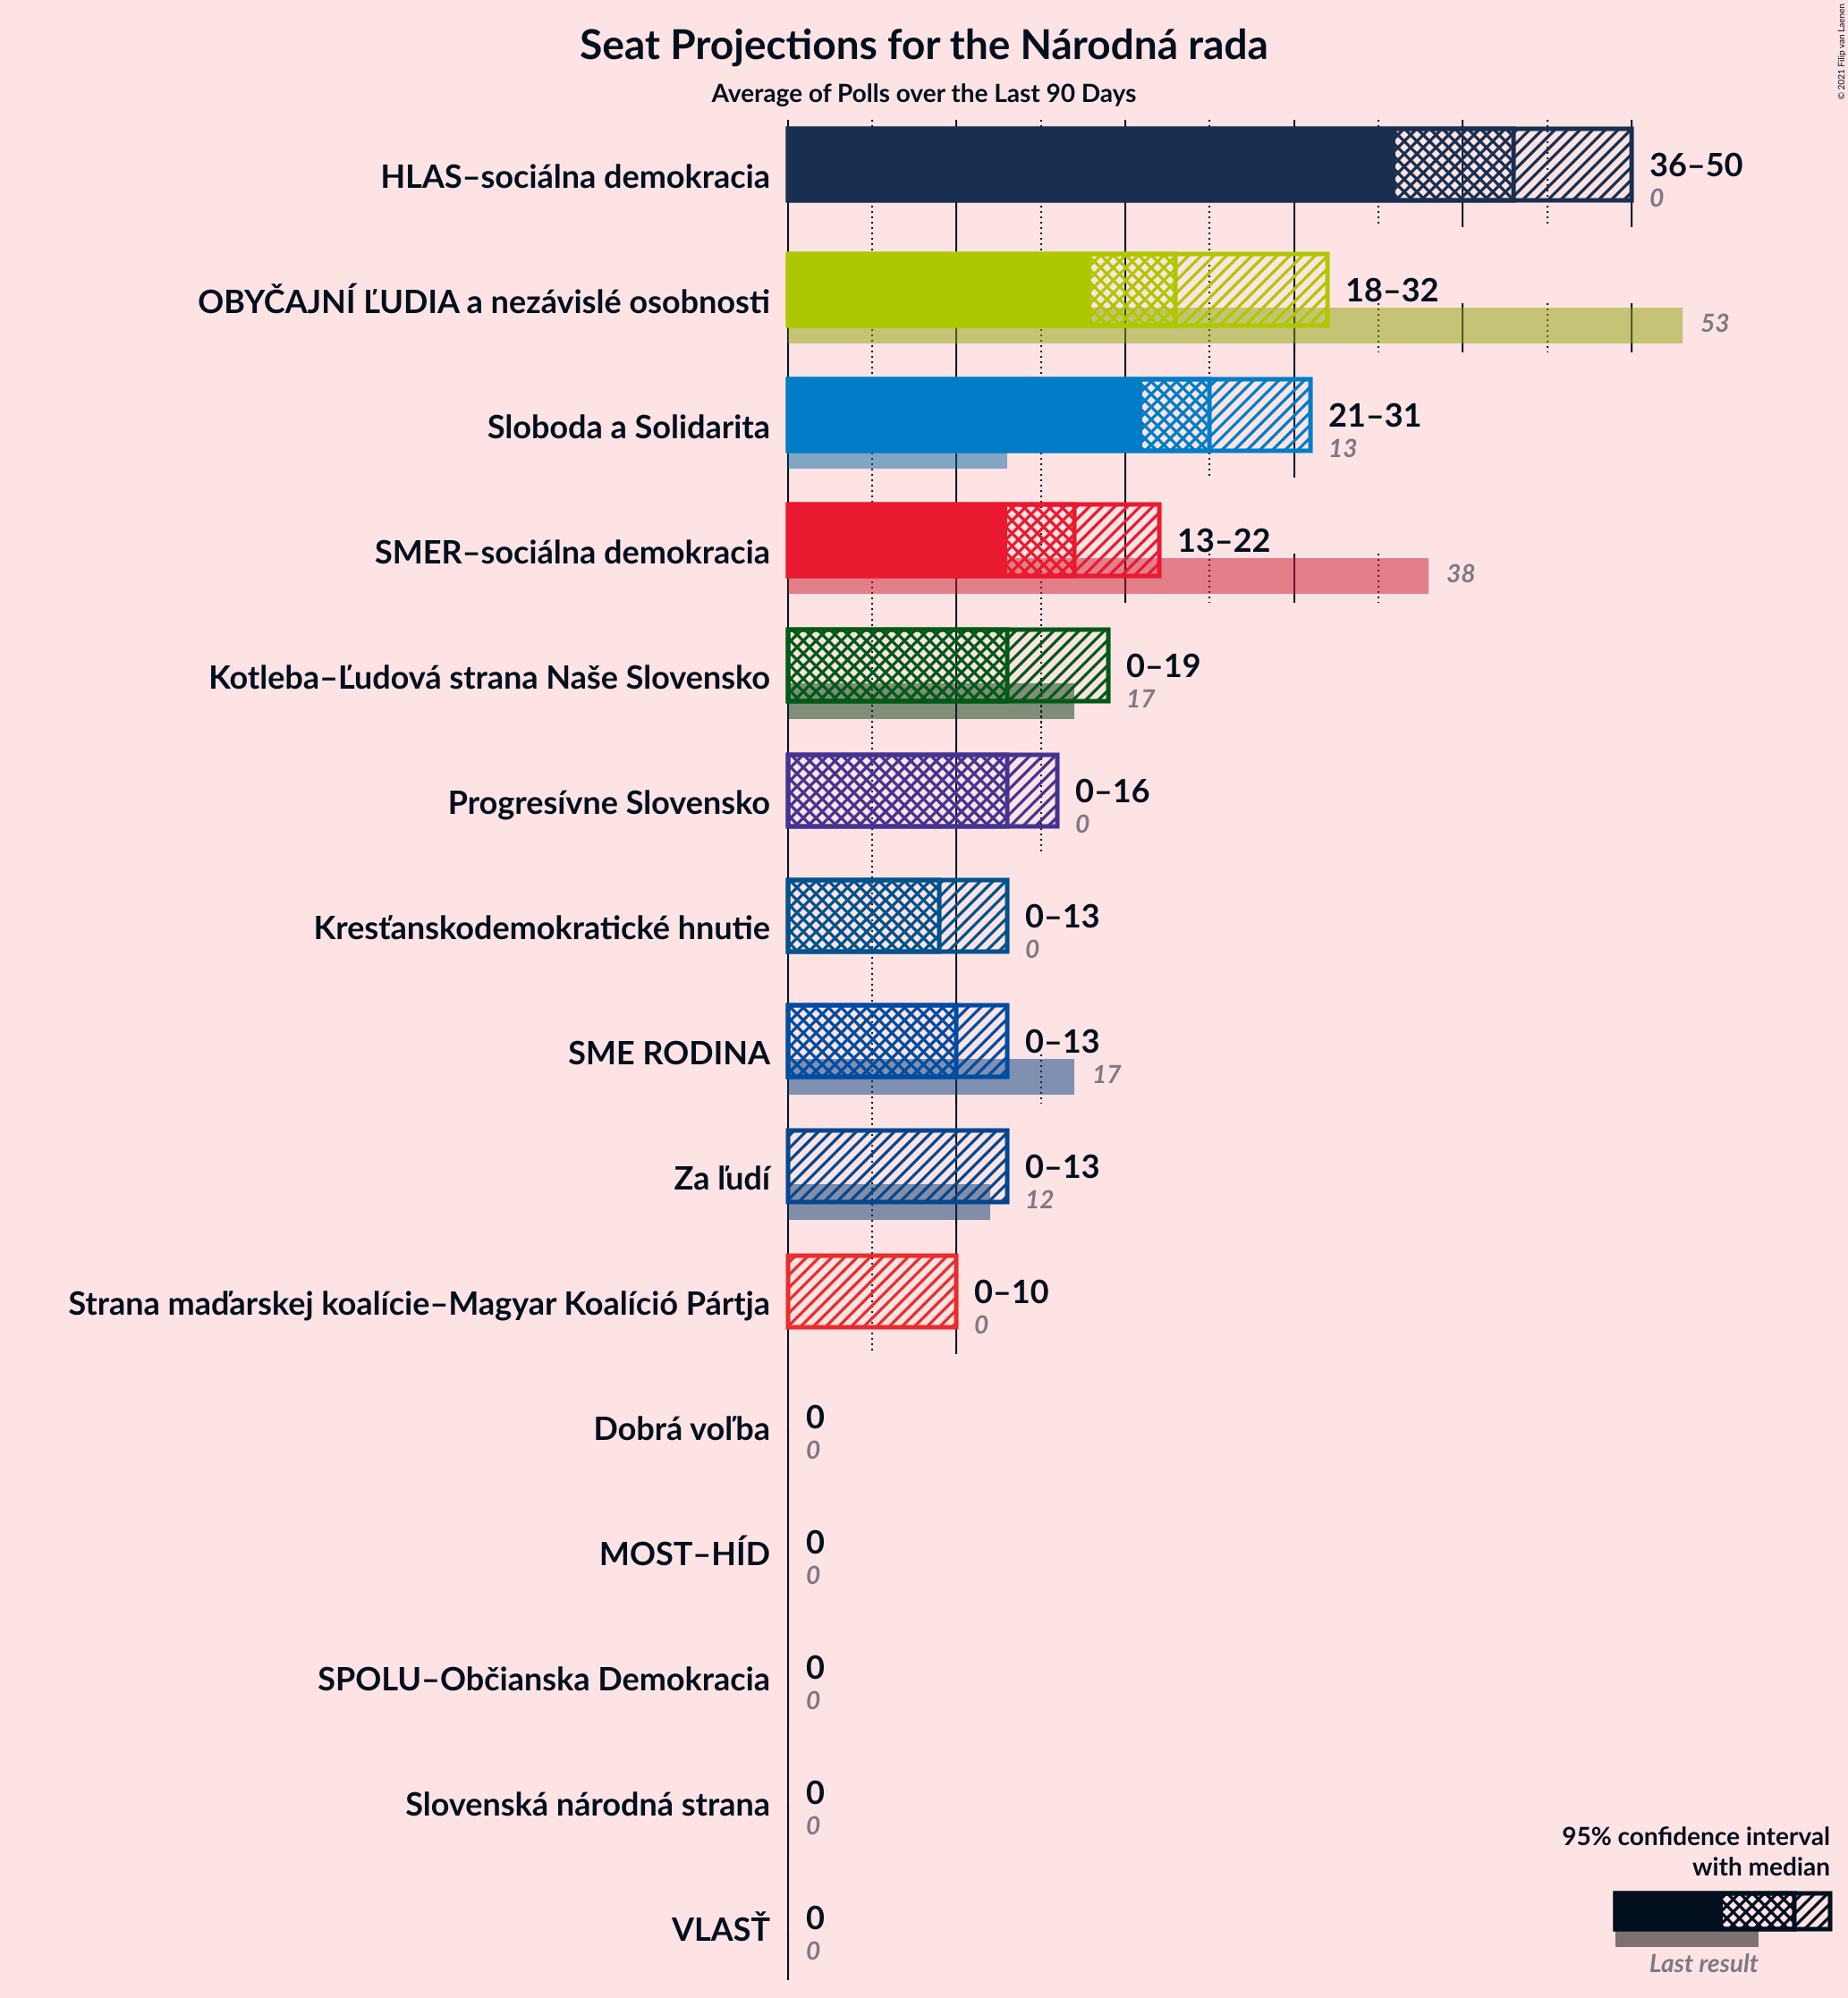 Seat Projections for the Národná rada
Average of Polls over the Last 90 Days
© 2021 Filip van Laenen
HLAS–sociálna demokracia
36–50
0
OBYČAJNÍ ĽUDIA a nezávislé osobnosti
18–32
53
Sloboda a Solidarita
21–31
13
SMER–sociálna demokracia
13–22
38
Kotleba–Ľudová strana Naše Slovensko
0–19
17
Progresívne Slovensko
0–16
0
Kresťanskodemokratické hnutie
0–13
0
SME RODINA
0–13
17
Za ľudí
0–13
12
Strana maďarskej koalície–Magyar Koalíció Pártja
0–10
0
Dobrá voľba
0
0
MOST–HÍD
0
0
SPOLU–Občianska Demokracia
0
0
Slovenská národná strana
0
0
VLASŤ
0
0
95% confidence interval
with median
Last result